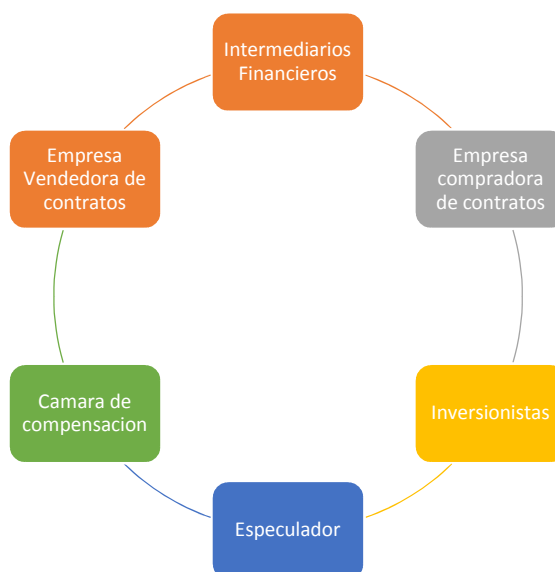 Intermediarios
Financieros
Empresa
Vendedora de
contratos
Empresa
compradora
de contratos
Camara de
compensacion
Inversionistas
Especulador